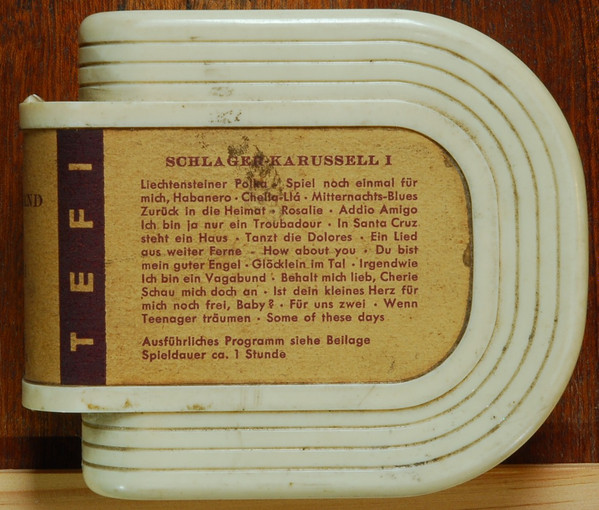 SCHLAGER-KARUSSELL I
Liechtensteiner Polka · Spiel noch einmal für
mich, Habanero · Chella-Llá · Mitternachts-Blues
Zurück in die Heimat · Rosalie · Addio Amigo
Ich bin ja nur ein Troubadour · In Santa Cruz
steht ein Haus · Tanzt die Dolores · Ein Lied
aus weiter Ferne · How about you · Du bist
mein guter Engel · Glöcklein im Tal · Irgendwie
Ich bin ein Vagabund · Behalt mich lieb, Cherie
Schau mich doch an · Ist dein kleines Herz für
mich noch frei, Baby? · Für uns zwei · Wenn
Teenager träumen · Some of these days
Ausführliches Programm siehe Beilage
Spieldauer ca. 1 Stunde
TEFI